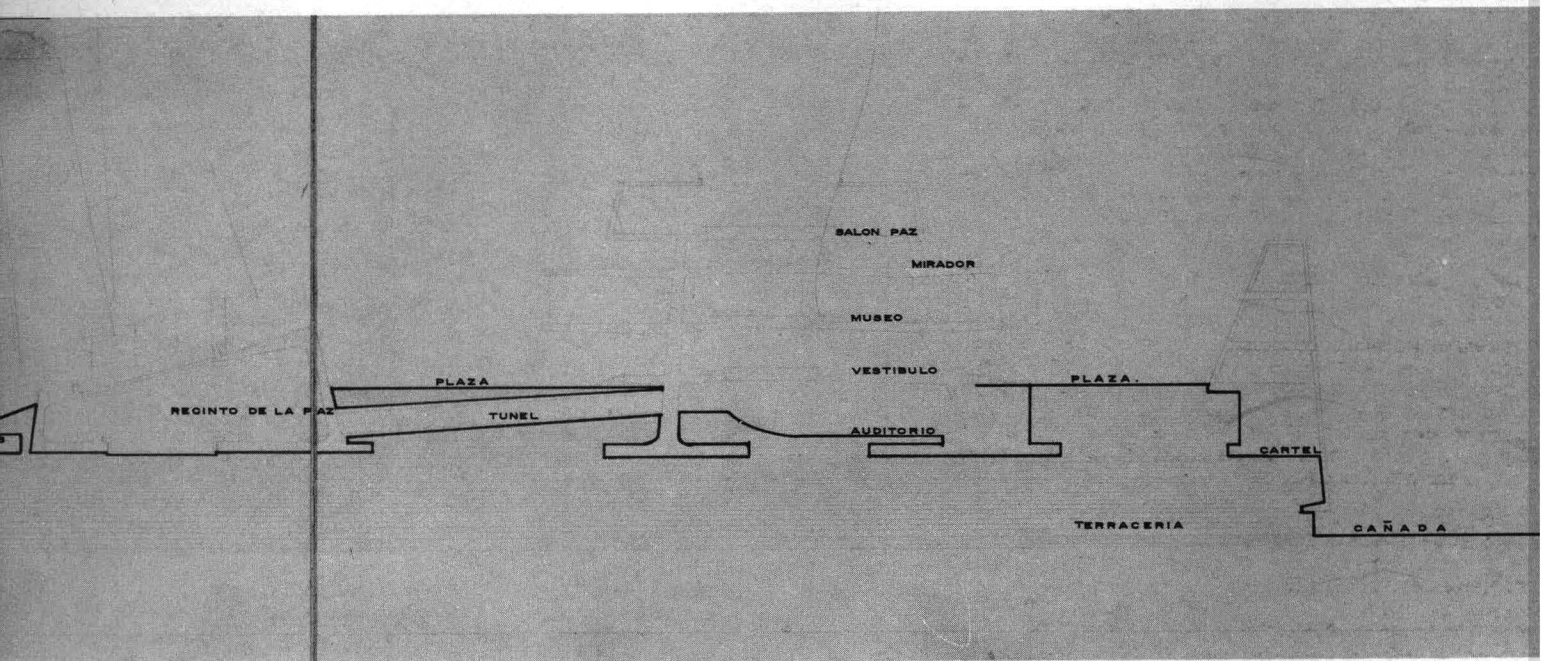 SALON PAZ
MIRADOR
MUSEO
VESTIBULO
PLAZA
PLAZA.
RECINTO DE LA PAZ
TUNEL
AUDITORIO
CARTEL
TERRACERIA
CAÑADA